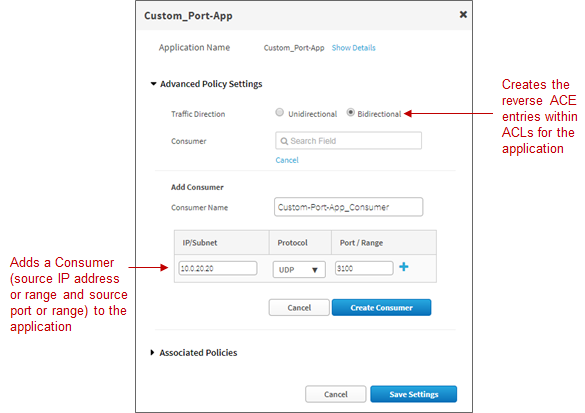 Custom_Port-App
Application Name Custom_Port-App Show Details
Advanced Policy Settings
Traffic Direction Unidirectional Bidirectional
Consumer Search Field
Cancel
Add Consumer
Consumer Name Custom-Port-App_Consumer
IP/Subnet Protocol Port / Range
10.0.20.20 UDP 3100
Cancel Create Consumer
Associated Policies
Cancel Save Settings
Creates the
reverse ACE
entries within
ACLs for the
application
Adds a Consumer
(source IP address
or range and source
port or range) to the
application